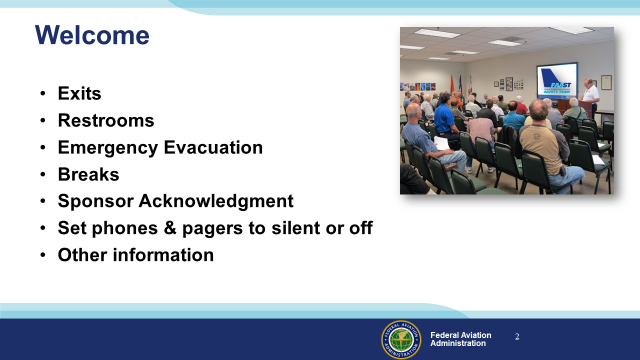 Welcome
• Exits
• Restrooms
• Emergency Evacuation
• Breaks
• Sponsor Acknowledgment
• Set phones & pagers to silent or off
• Other information
Federal Aviation
Administration
2